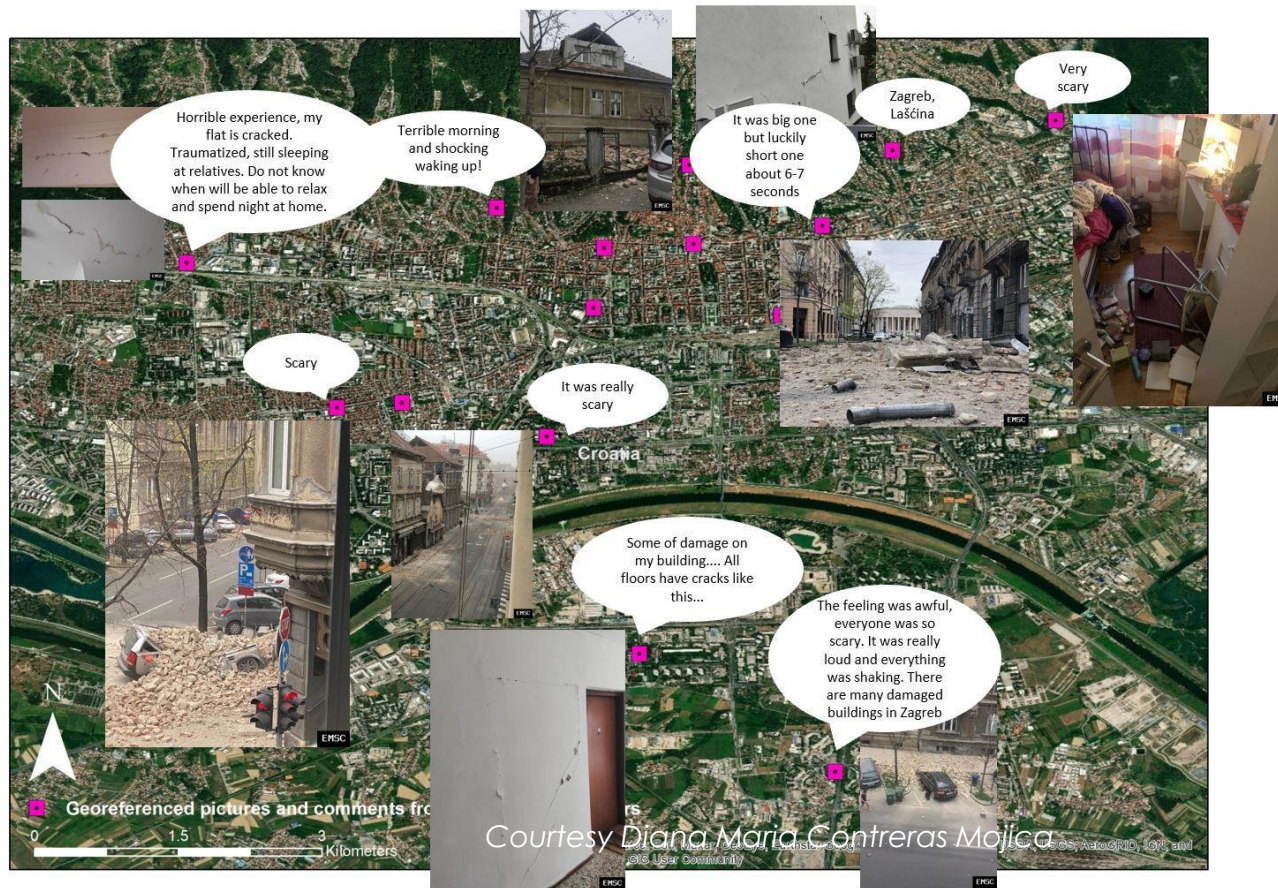 Horrible experience, my
flat is cracked.
Traumatized, still sleeping
at relatives. Do not know
when will be able to relax
and spend night at home.
Terrible morning
and shocking
waking up!
It was big one
but luckily
short one
about 6-7
seconds
Zagreb,
Lašćina
Very
scary
EMSC
EMSC
EMSC
Scary
It was really
scary
EMSC
EM
Croatia
P
Some of damage on
my building.... All
floors have cracks like
this...
The feeling was awful,
everyone was so
scary. It was really
loud and everything
was shaking. There
are many damaged
buildings in Zagreb
EMSC
EMSC
N
Georeferenced pictures and comments fro rs
0 1.5 3
Kilometers
Courtesy Diana Maria Contreras Mojica
USGS, AeroGRID, IGN, and
GIS User Community
EMSC
EMSC